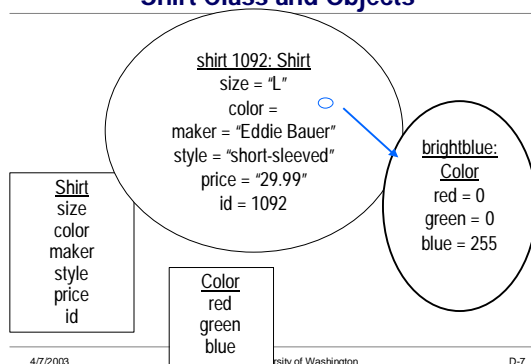 Shirt Class and Objects
shirt 1092: Shirt
size = "L"
color =
maker = "Eddie Bauer"
style = "short-sleeved"
price = "29.99"
id = 1092
brightblue:
Color
red = 0
green = 0
blue = 255
Shirt
size
color
maker
style
price
id
Color
red
green
blue
4/7/2003
of Washington
D-7